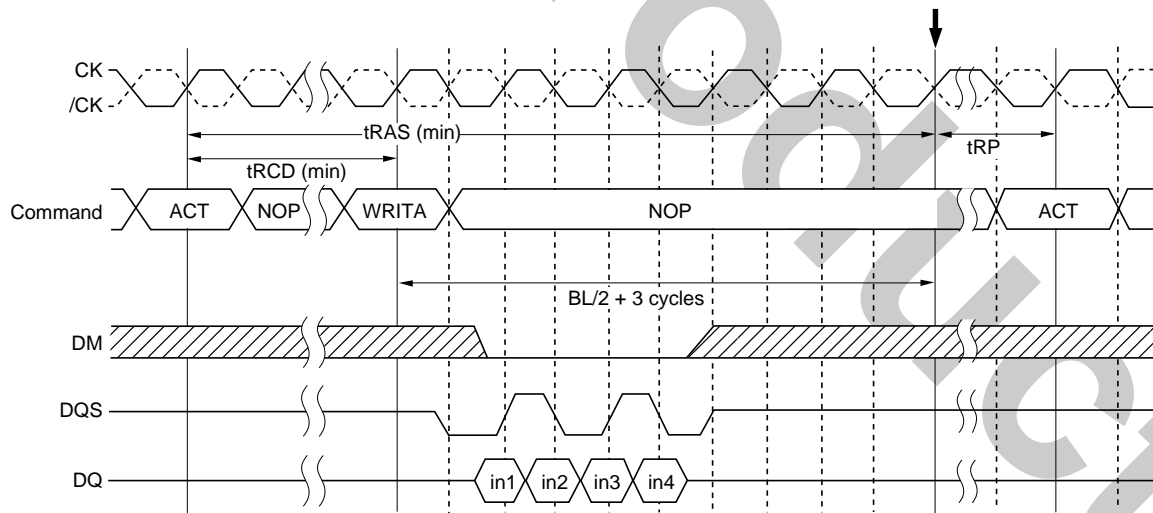 CK
/CK
tRAS (min)
tRP
tRCD (min)
Command ACT NOP WRITA NOP ACT
BL/2 + 3 cycles
DM
DQS
DQ in1 in2 in3 in4
oduct